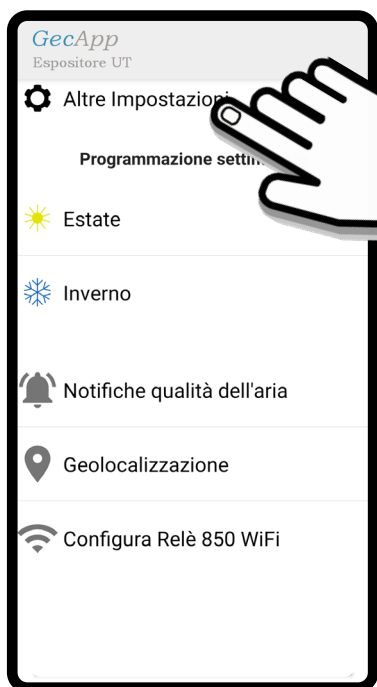 GecApp
Espositore UT
Altre Impostazioni
Programmazione
Estate
Inverno
Notifiche qualità dell'aria
Geolocalizzazione
Configura Relè 850 WiFi